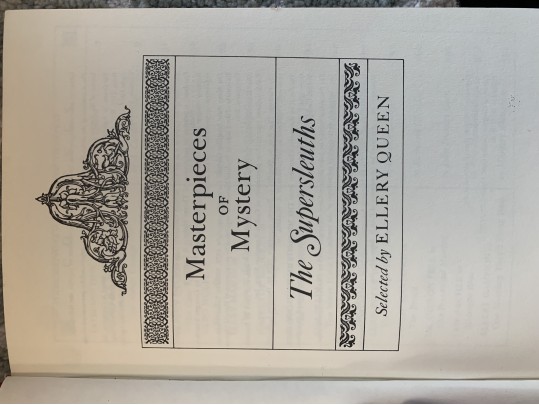 Masterpieces
OF
Mystery
The Supersleuths
Selected by ELLERY QUEEN